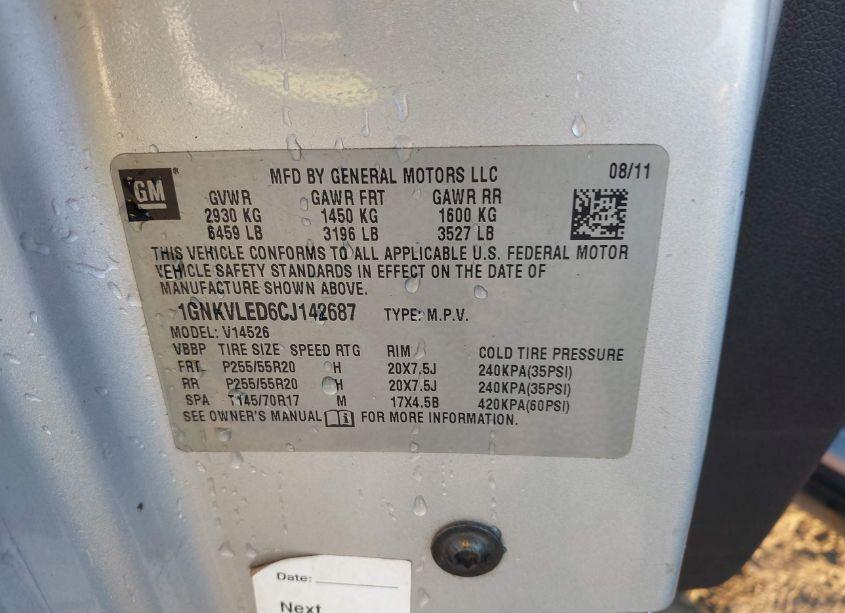 GM
MFD BY GENERAL MOTORS LLC 08/11
GVWR GAWR FRT GAWR RR
2930 KG 1450 KG 1600 KG
6459 LB 3196 LB 3527 LB
THIS VEHICLE CONFORMS TO ALL APPLICABLE U.S. FEDERAL MOTOR
VEHICLE SAFETY STANDARDS IN EFFECT ON THE DATE OF
MANUFACTURE SHOWN ABOVE.
1GNKVLED6CJ142687 TYPE: M.P.V.
MODEL: V14526
VBBP TIRE SIZE SPEED RTG RIM COLD TIRE PRESSURE
FRT P255/55R20 H 20X7.5J 240KPA(35PSI)
RR P255/55R20 H 20X7.5J 240KPA(35PSI)
SPA T145/70R17 M 17X4.5B 420KPA(60PSI)
SEE OWNER'S MANUAL FOR MORE INFORMATION.
Date:
Next